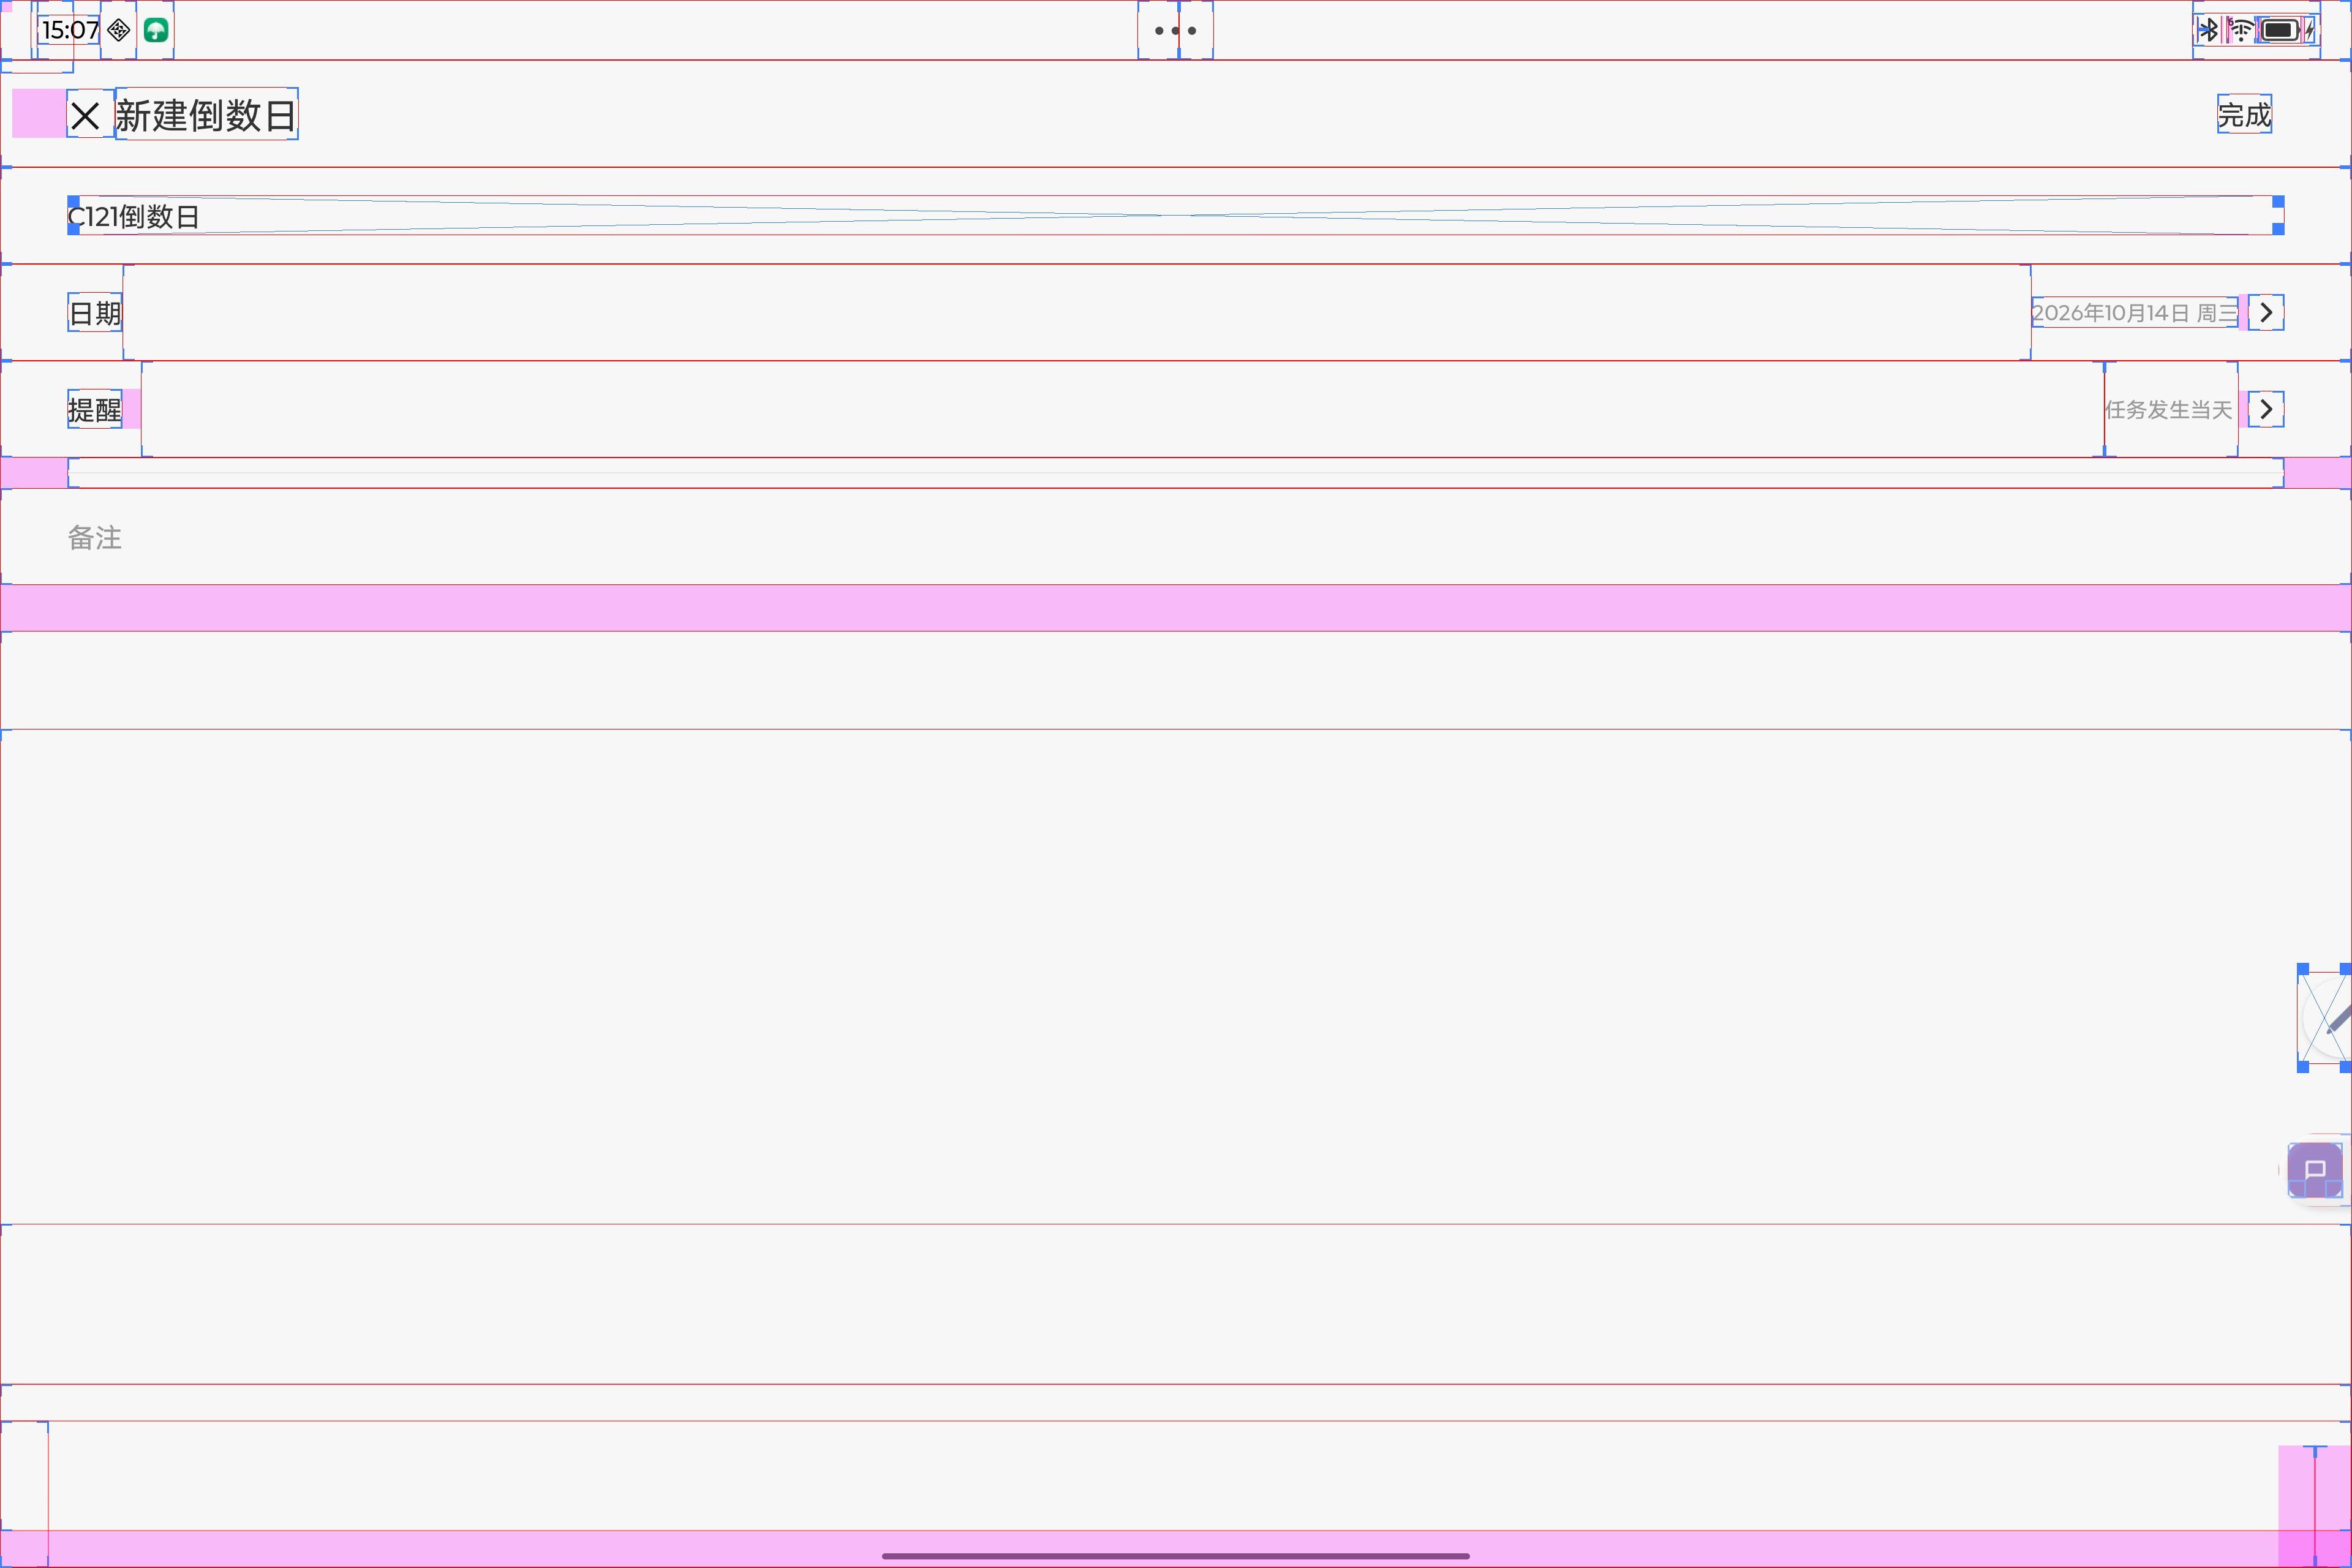 15:07
新建倒数日
完成
C121倒数日
日期
2026年10月14日 周三
提醒
任务发生当天
备注